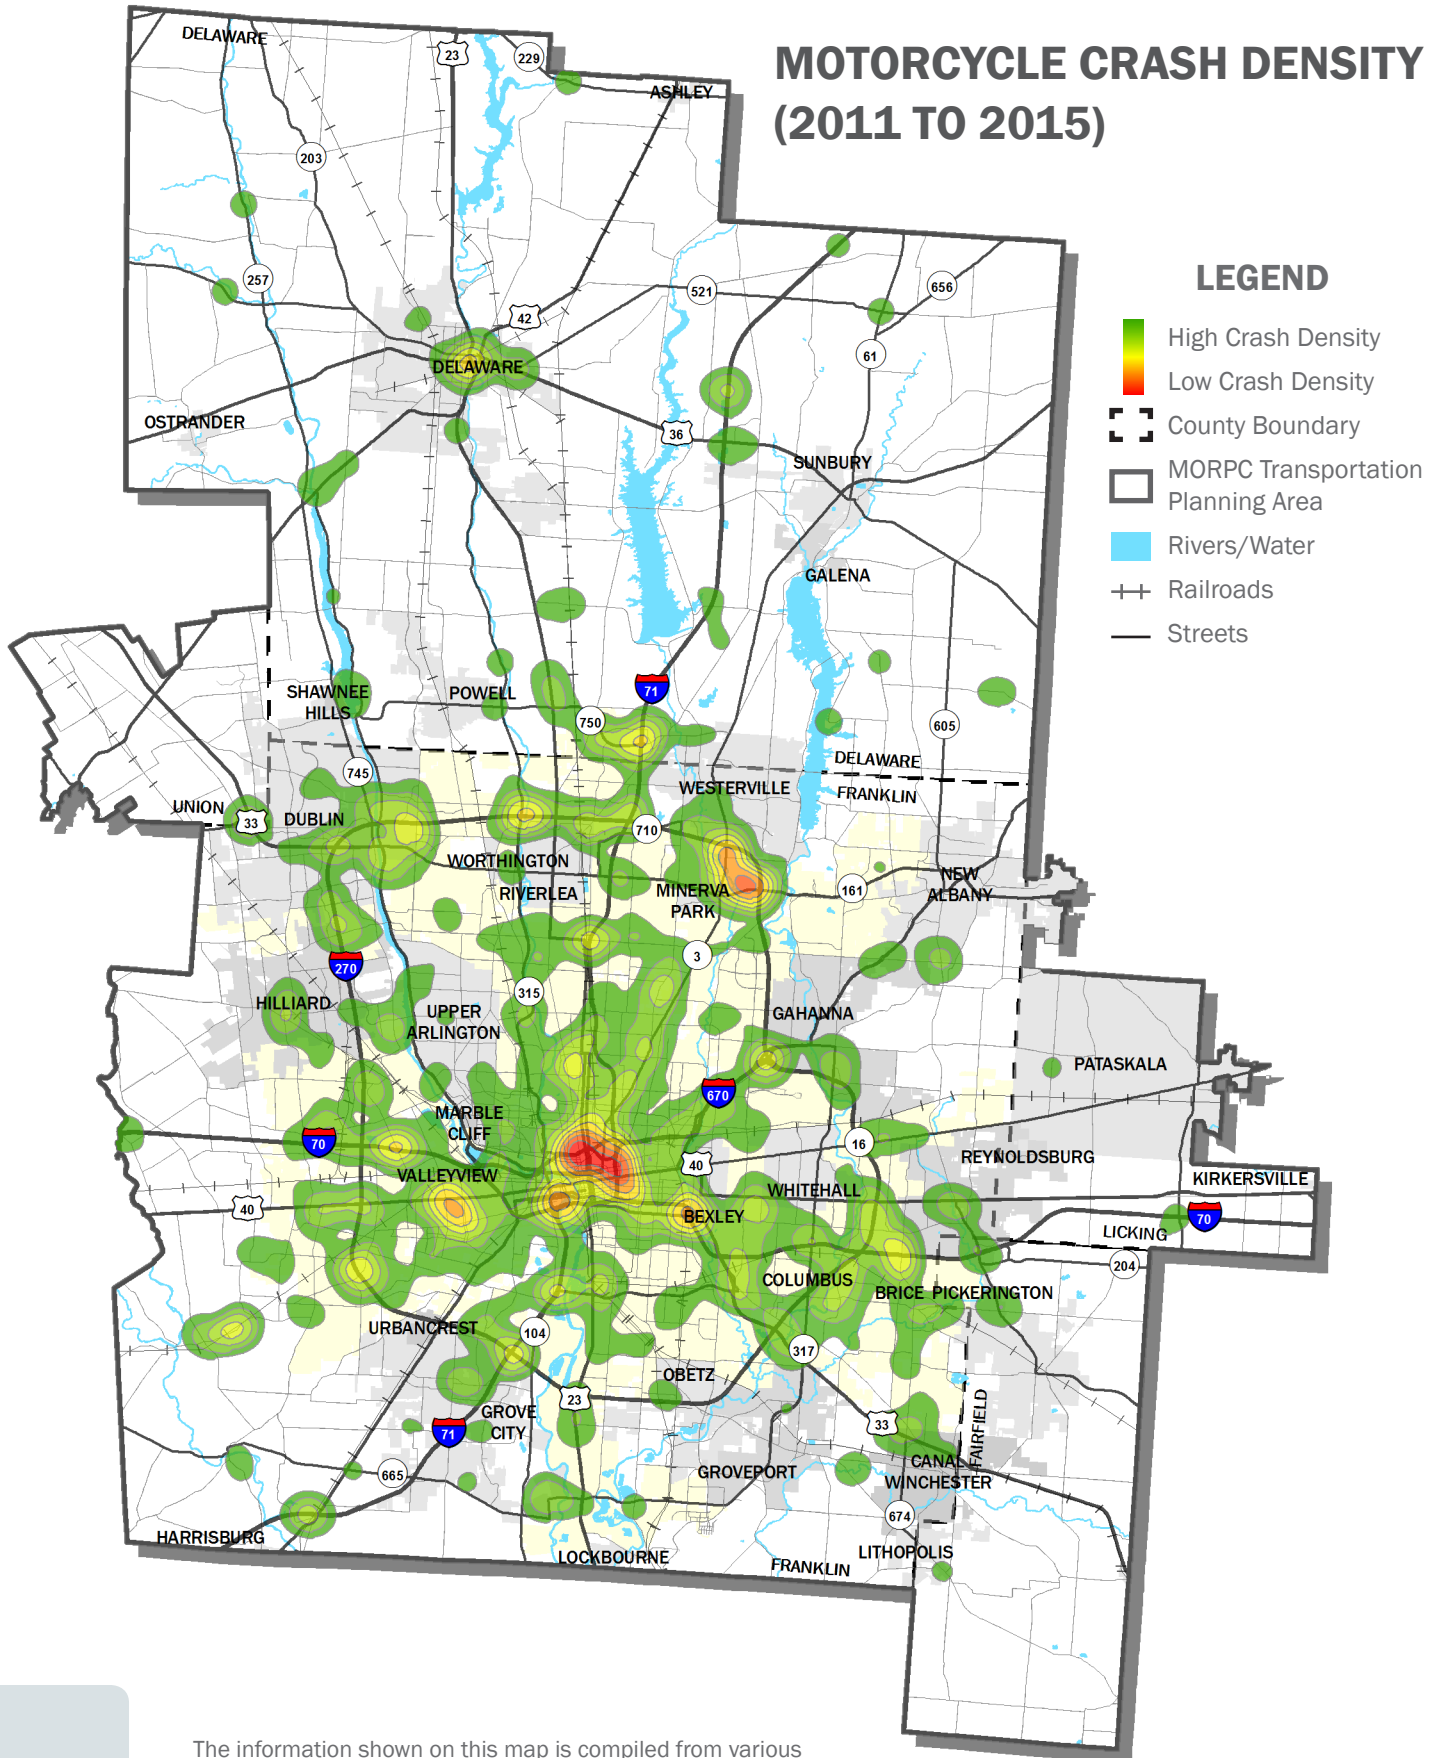 MOTORCYCLE CRASH DENSITY
(2011 TO 2015)
DELAWARE
23
229
ASHLEY
203
257
42
521
656
61
LEGEND
High Crash Density
Low Crash Density
County Boundary
MORPC Transportation
Planning Area
Rivers/Water
Railroads
Streets
DELAWARE
OSTRANDER
36
SUNBURY
GALENA
SHAWNEE
HILLS
POWELL
71
750
605
745
DELAWARE
FRANKLIN
WESTERVILLE
UNION
33
DUBLIN
710
WORTHINGTON
RIVERLEA
MINERVA
PARK
161
NEW
ALBANY
3
270
315
HILLIARD
UPPER
ARLINGTON
GAHANNA
PATASKALA
670
MARBLE
CLIFF
70
16
40
REYNOLDSBURG
VALLEYVIEW
WHITEHALL
KIRKERSVILLE
40
BEXLEY
70
LICKING
204
COLUMBUS
BRICE
PICKERINGTON
URBANCREST
104
317
OBETZ
23
GROVE
CITY
71
33
FAIRFIELD
CANAL
WINCHESTER
665
GROVEPORT
674
HARRISBURG
LOCKBOURNE
FRANKLIN
LITHOPOLIS
The information shown on this map is compiled from various